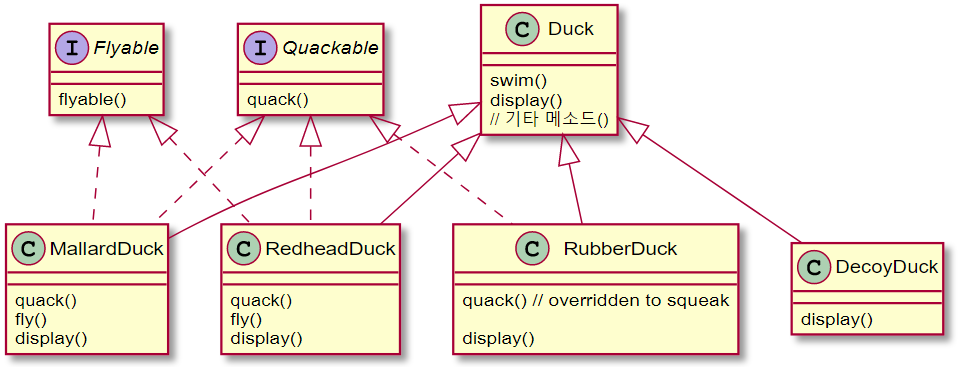 I Flyable
flyable()
I Quackable
quack()
C Duck
swim()
display()
// 기타 메소드()
C MallardDuck
quack()
fly()
display()
C RedheadDuck
quack()
fly()
display()
C RubberDuck
quack() // overridden to squeak
display()
C DecoyDuck
display()